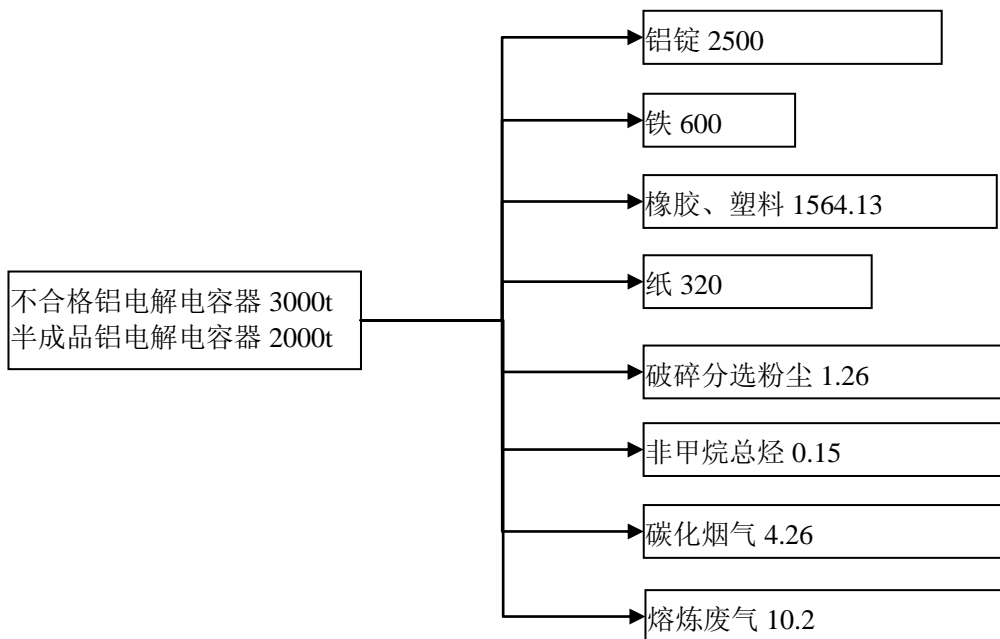 不合格铝电解电容器 3000t
半成品铝电解电容器 2000t
铝锭 2500
铁 600
橡胶、塑料 1564.13
纸 320
破碎分选粉尘 1.26
非甲烷总烃 0.15
碳化烟气 4.26
熔炼废气 10.2